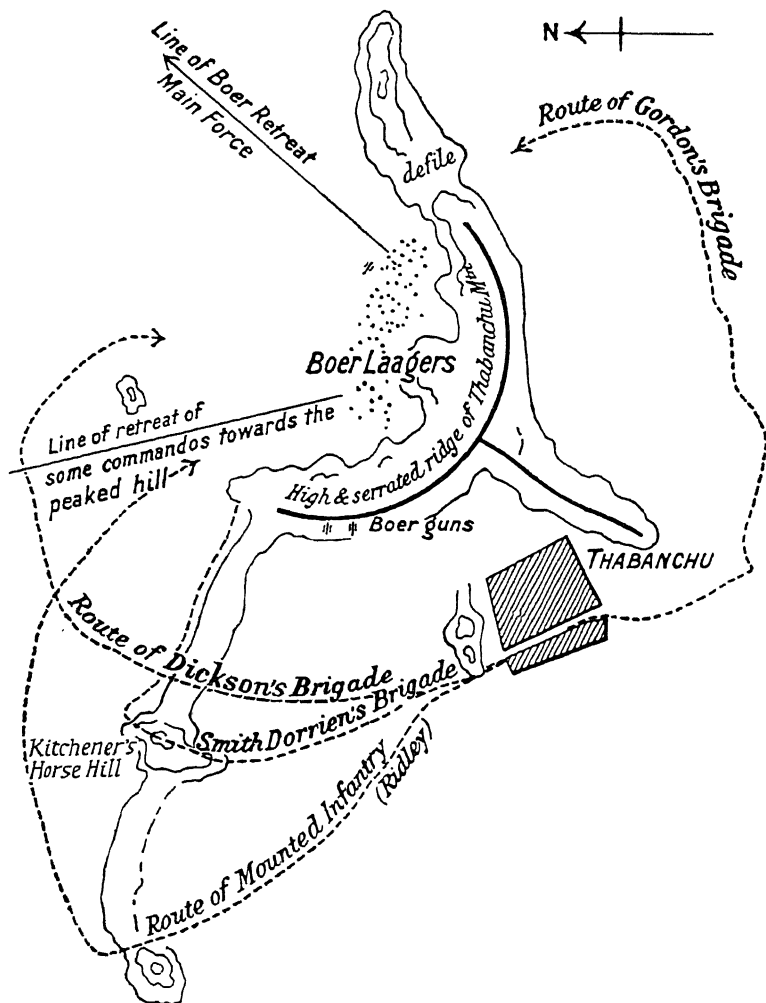 N
Line of Boer Retreat
Main Force
Route of Gordon's Brigade
defile
Boer Laagers
High & serrated ridge of Thabanchu Mtn.
Line of retreat of
some commandos towards the
peaked hill
Boer guns
THABANCHU
Route of Dickson's Brigade
Smith Dorrien's Brigade
Kitchener's
Horse Hill
Route of Mounted Infantry
(Ridley)